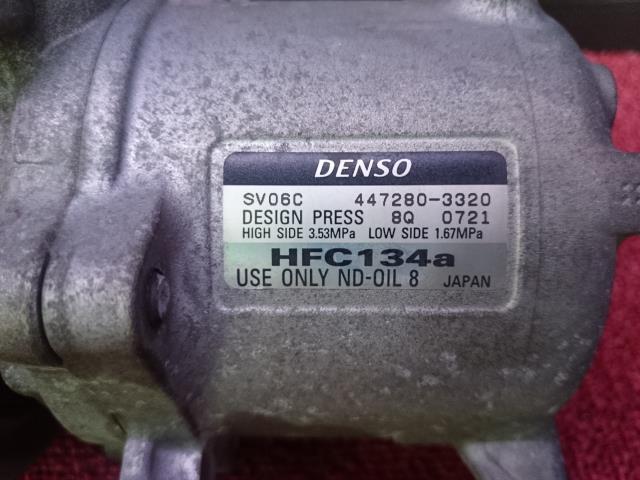 DENSO
SV06C 447280-3320
DESIGN PRESS 8Q 0721
HIGH SIDE 3.53MPa LOW SIDE 1.67MPa
HFC134a
USE ONLY ND-OIL 8 JAPAN